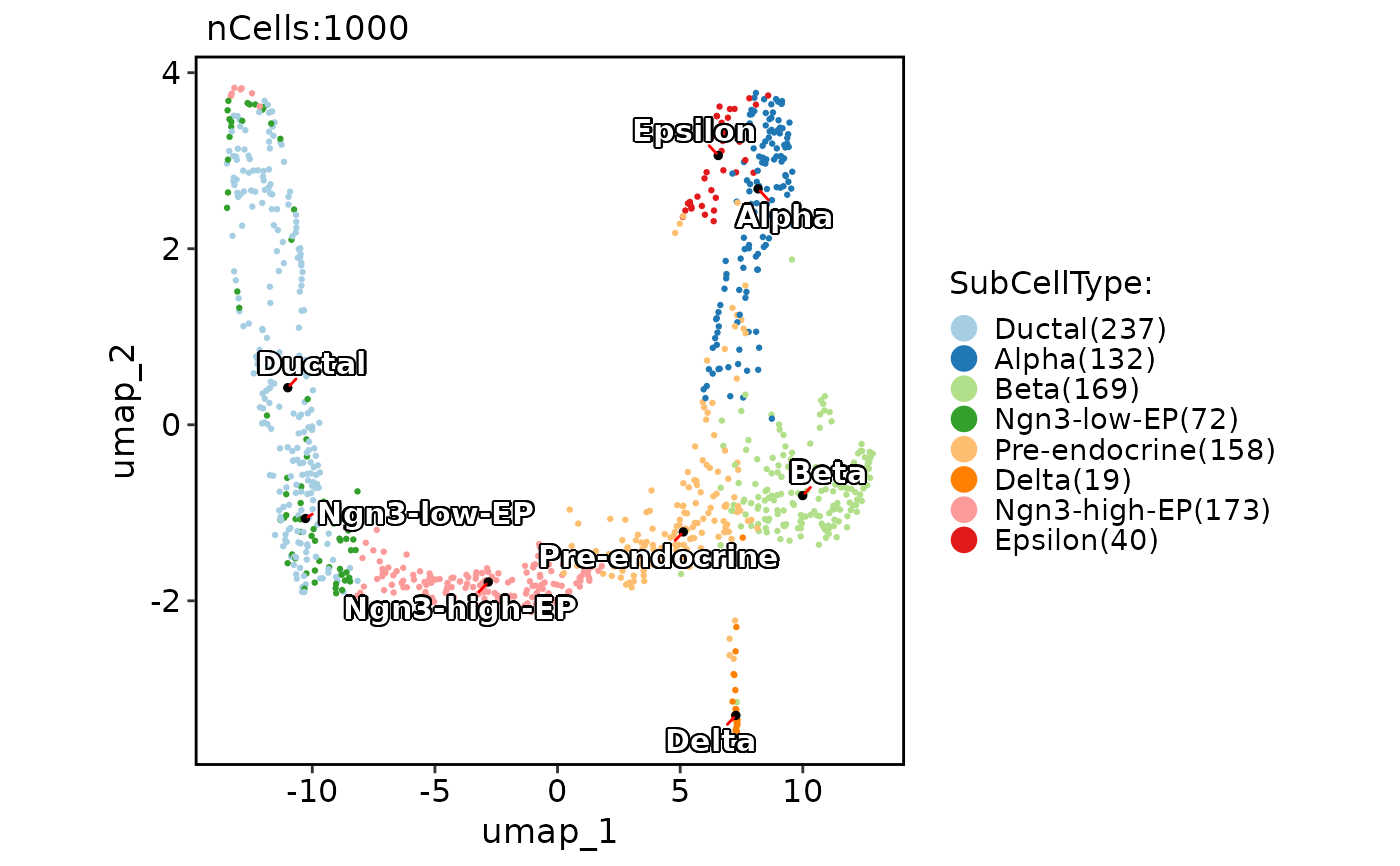 nCells:1000
4
2
0
-2
umap_2
-10
-5
0
5
10
umap_1
Epsilon
Alpha
Ductal
Beta
Ngn3-low-EP
Pre-endocrine
Ngn3-high-EP
Delta
SubCellType:
Ductal(237)
Alpha(132)
Beta(169)
Ngn3-low-EP(72)
Pre-endocrine(158)
Delta(19)
Ngn3-high-EP(173)
Epsilon(40)